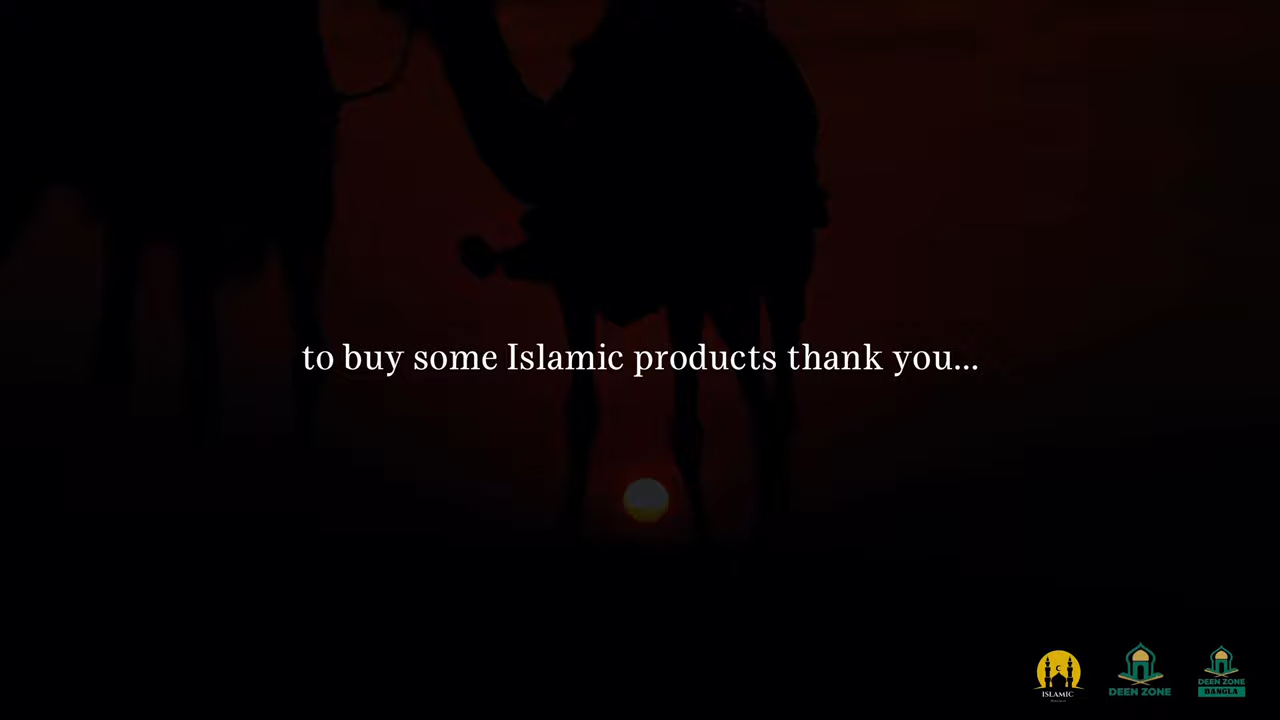 to buy some Islamic products thank you...
ISLAMIC
DEEN ZONE
DEEN ZONE
BANGLA